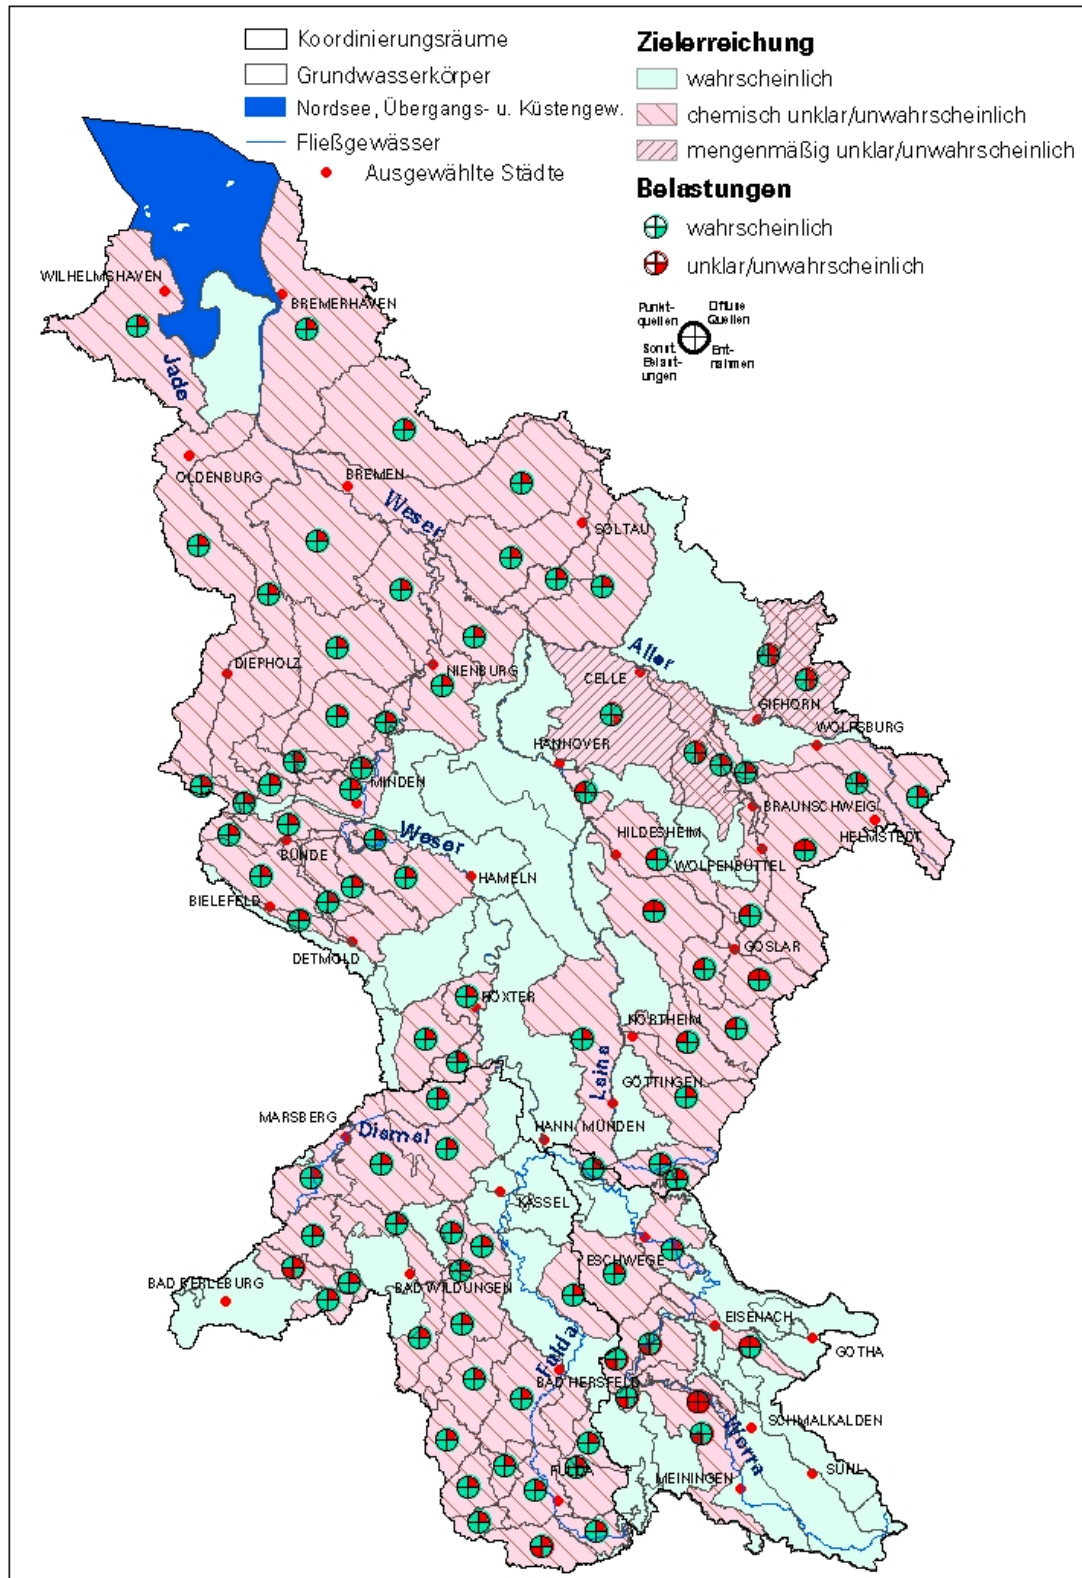 Koordinierungsräume
Grundwasserkörper
Nordsee, Übergangs- u. Küstengew.
Fließgewässer
Ausgewählte Städte
Zielerreichung
wahrscheinlich
chemisch unklar/unwahrscheinlich
mengenmäßig unklar/unwahrscheinlich
Belastungen
wahrscheinlich
unklar/unwahrscheinlich
Punkt-
quellen
Quellen
Sonst.
Belast-
ungen
Ent-
nahmen
WILHELMSHAVEN
BREMERHAVEN
Jade
OLDENBURG
BREMEN
Weser
SOLTAU
DIEPHOLZ
NIENBURG
Aller
CELLE
GIFHORN
WOLFSBURG
HANNOVER
MINDEN
BRAUNSCHWEIG
HELMSTEDT
HILDESHEIM
WOLFENBÜTTEL
Weser
BÜNDE
HAMELN
BIELEFELD
DETMOLD
GOSLAR
HÖXTER
NORTHEIM
Leine
GÖTTINGEN
MARSBERG
Diemel
HANN. MÜNDEN
KASSEL
ESCHWEGE
BAD BERLEBURG
BAD WILDUNGEN
EISENACH
GOTHA
Fulda
BAD HERSFELD
SCHMALKALDEN
Werra
SUHL
MEININGEN
FULDA